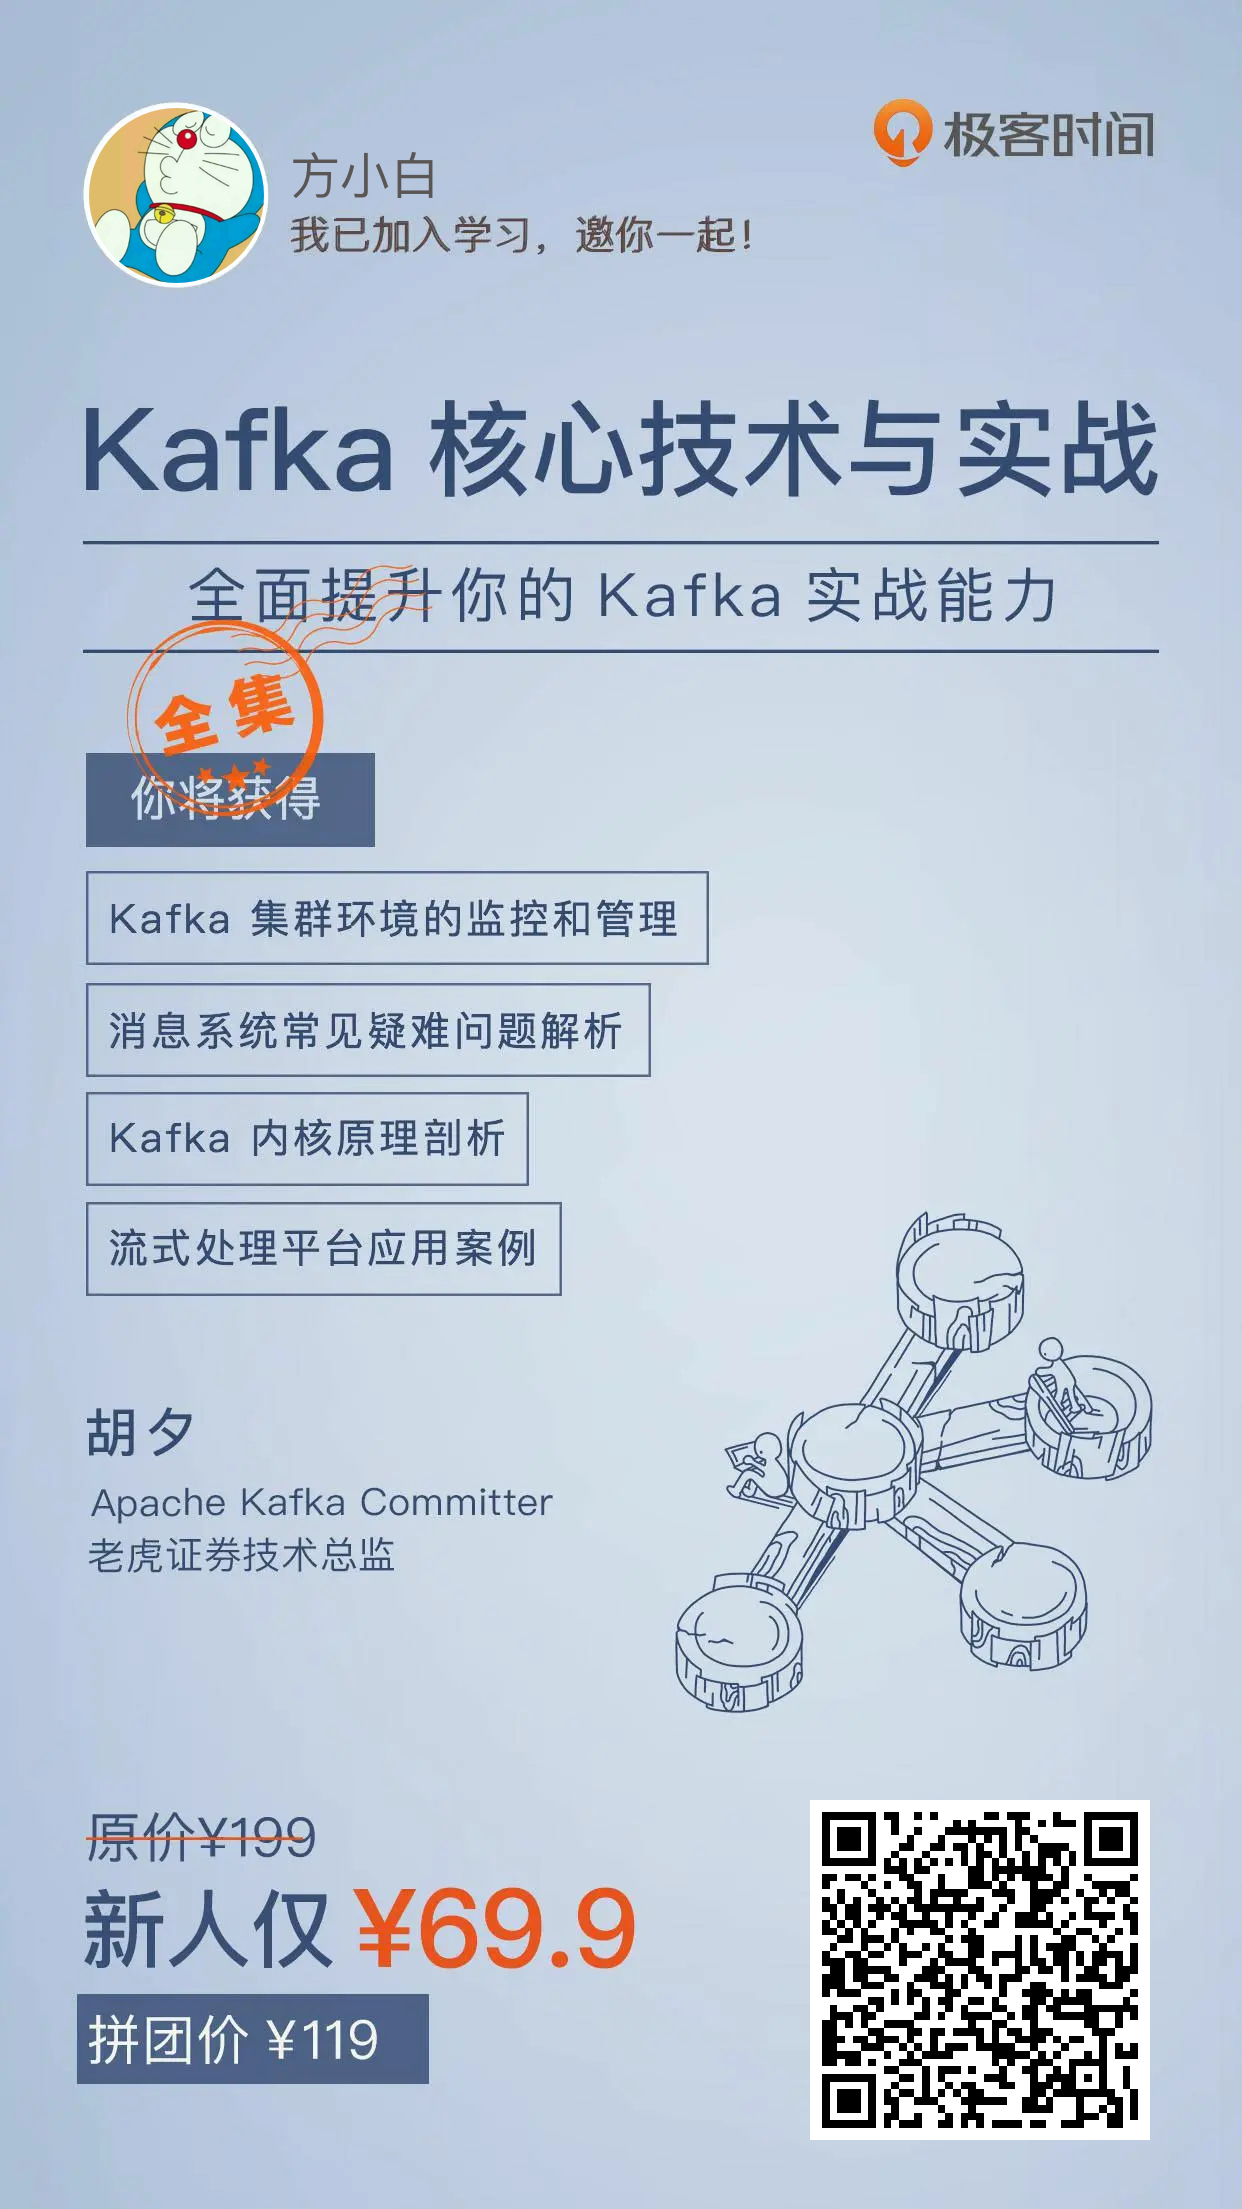 极客时间
方小白
我已加入学习，邀你一起！
Kafka 核心技术与实战
全面提升你的 Kafka 实战能力
全集
你将获得
Kafka 集群环境的监控和管理
消息系统常见疑难问题解析
Kafka 内核原理剖析
流式处理平台应用案例
胡夕
Apache Kafka Committer
老虎证券技术总监
原价¥199
新人仅 ¥69.9
拼团价 ¥119